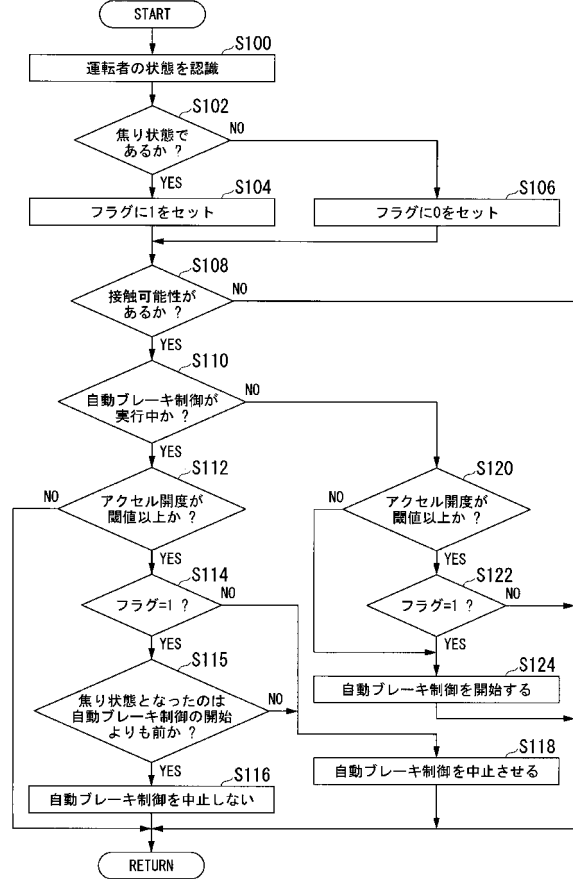 START
S100
運転者の状態を認識
S102
焦り状態で
あるか ?
NO
YES
S104
フラグに1をセット
S106
フラグに0をセット
S108
接触可能性が
あるか ?
NO
YES
S110
自動ブレーキ制御が
実行中か ?
NO
YES
S112
アクセル開度が
閾値以上か ?
NO
YES
S120
アクセル開度が
閾値以上か ?
NO
YES
S114
フラグ=1 ?
NO
YES
S122
フラグ=1 ?
NO
YES
S115
焦り状態となったのは
自動ブレーキ制御の開始
よりも前か ?
NO
YES
S124
自動ブレーキ制御を開始する
S116
自動ブレーキ制御を中止しない
S118
自動ブレーキ制御を中止させる
RETURN